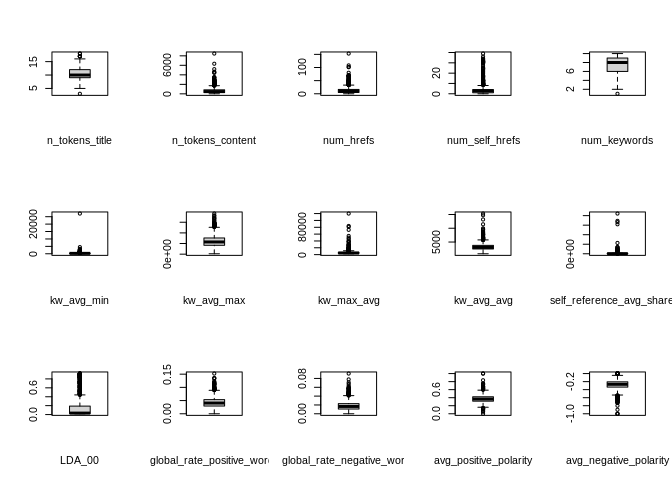 5 15
n_tokens_title
0 6000
n_tokens_content
0 100
num_hrefs
0 20
num_self_hrefs
2 6
num_keywords
0 20000
kw_avg_min
0e+00
kw_avg_max
0 80000
kw_max_avg
5000
kw_avg_avg
0e+00
self_reference_avg_share
0.0 0.6
LDA_00
0.00 0.15
global_rate_positive_wor
0.00 0.08
global_rate_negative_wor
0.0 0.6
avg_positive_polarity
-1.0 -0.2
avg_negative_polarity